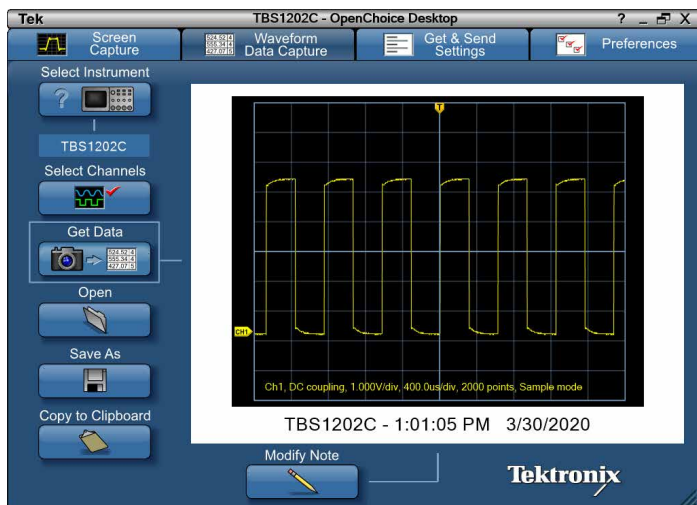 Tek
TBS1202C - OpenChoice Desktop
? _ X
Screen
Capture
Waveform
Data Capture
Get & Send
Settings
Preferences
Select Instrument
?
TBS1202C
Select Channels
Get Data
Open
Save As
Copy to Clipboard
T
CH1
Ch1, DC coupling, 1.000V/div, 400.0us/div, 2000 points, Sample mode
TBS1202C - 1:01:05 PM 3/30/2020
Modify Note
Tektronix